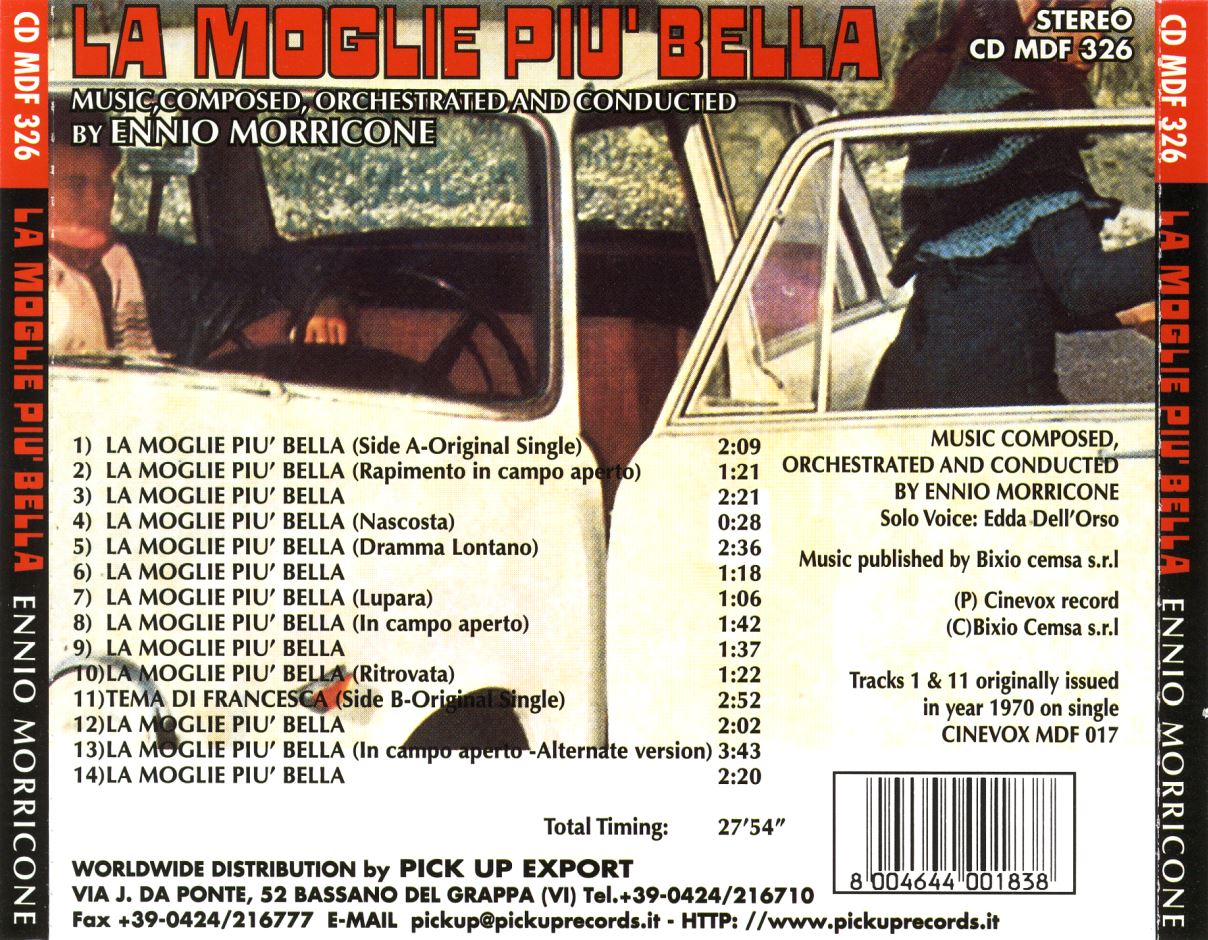 LA MOGLIE PIU' BELLA
STEREO
CD MDF 326
MUSIC,COMPOSED, ORCHESTRATED AND CONDUCTED
BY ENNIO MORRICONE
CD MDF 326 LA MOGLIE PIU' BELLA ENNIO MORRICONE
1) LA MOGLIE PIU' BELLA (Side A-Original Single) 2:09
2) LA MOGLIE PIU' BELLA (Rapimento in campo aperto) 1:21
3) LA MOGLIE PIU' BELLA 2:21
4) LA MOGLIE PIU' BELLA (Nascosta) 0:28
5) LA MOGLIE PIU' BELLA (Dramma Lontano) 2:36
6) LA MOGLIE PIU' BELLA 1:18
7) LA MOGLIE PIU' BELLA (Lupara) 1:06
8) LA MOGLIE PIU' BELLA (In campo aperto) 1:42
9) LA MOGLIE PIU' BELLA 1:37
10)LA MOGLIE PIU' BELLA (Ritrovata) 1:22
11)TEMA DI FRANCESCA (Side B-Original Single) 2:52
12)LA MOGLIE PIU' BELLA 2:02
13)LA MOGLIE PIU' BELLA (In campo aperto -Alternate version) 3:43
14)LA MOGLIE PIU' BELLA 2:20
Total Timing: 27'54"
MUSIC COMPOSED,
ORCHESTRATED AND CONDUCTED
BY ENNIO MORRICONE
Solo Voice: Edda Dell'Orso
Music published by Bixio cemsa s.r.l
(P) Cinevox record
(C)Bixio Cemsa s.r.l
Tracks 1 & 11 originally issued
in year 1970 on single
CINEVOX MDF 017
8 004644 001838
WORLDWIDE DISTRIBUTION by PICK UP EXPORT
VIA J. DA PONTE, 52 BASSANO DEL GRAPPA (VI) Tel.+39-0424/216710
Fax +39-0424/216777 E-MAIL pickup@pickuprecords.it - HTTP: //www.pickuprecords.it
CD MDF 326 LA MOGLIE PIU' BELLA ENNIO MORRICONE